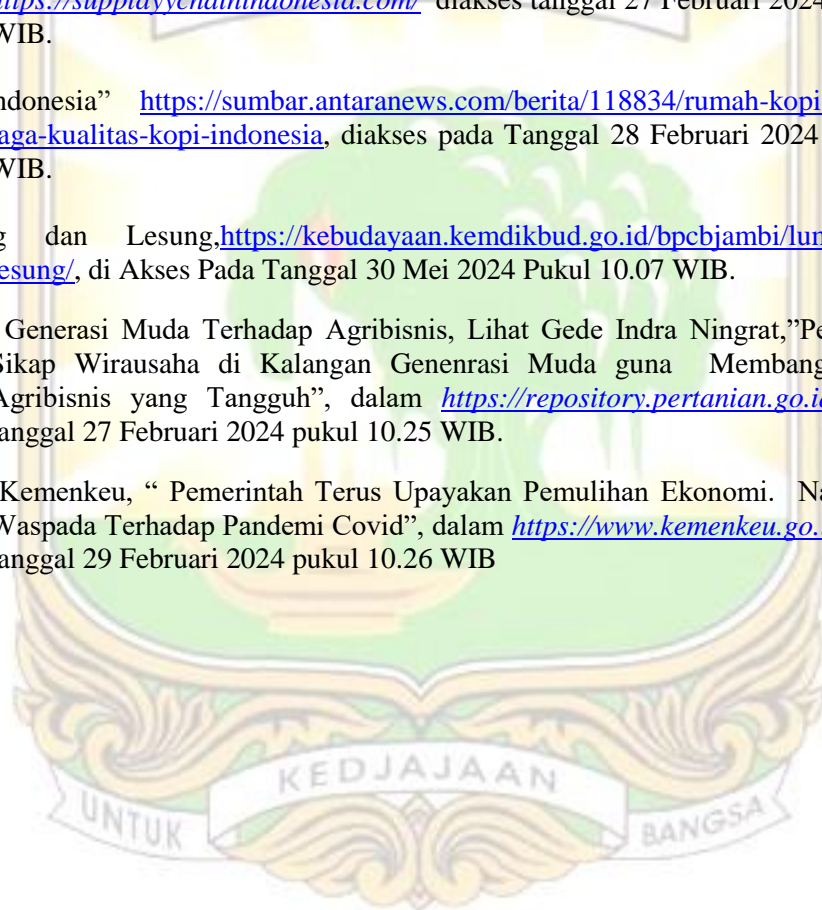 https://supplayychainindonesia.com/ diakses tanggal 27 Februari 2024
WIB.
ndonesia” https://sumbar.antaranews.com/berita/118834/rumah-kopi-
aga-kualitas-kopi-indonesia, diakses pada Tanggal 28 Februari 2024
WIB.
g dan Lesung,https://kebudayaan.kemdikbud.go.id/bpcbjambi/lum
esung/, di Akses Pada Tanggal 30 Mei 2024 Pukul 10.07 WIB.
Generasi Muda Terhadap Agribisnis, Lihat Gede Indra Ningrat,”Pe
Sikap Wirausaha di Kalangan Genenrasi Muda guna Membang
Agribisnis yang Tangguh”, dalam https://repository.pertanian.go.id
anggal 27 Februari 2024 pukul 10.25 WIB.
Kemenkeu, “ Pemerintah Terus Upayakan Pemulihan Ekonomi. Na
Waspada Terhadap Pandemi Covid”, dalam https://www.kemenkeu.go.
anggal 29 Februari 2024 pukul 10.26 WIB
UNTUK KEDJAJAAN BANGSA